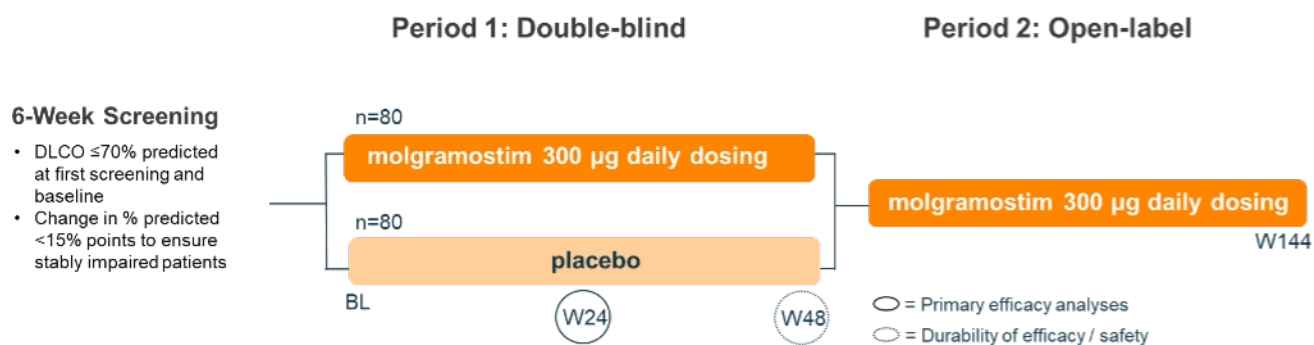 Period 1: Double-blind
Period 2: Open-label
6-Week Screening
• DLCO ≤70% predicted
at first screening and
baseline
• Change in % predicted
<15% points to ensure
stably impaired patients
n=80
molgramostim 300 µg daily dosing
n=80
placebo
BL
W24
W48
molgramostim 300 µg daily dosing
W144
= Primary efficacy analyses
= Durability of efficacy / safety